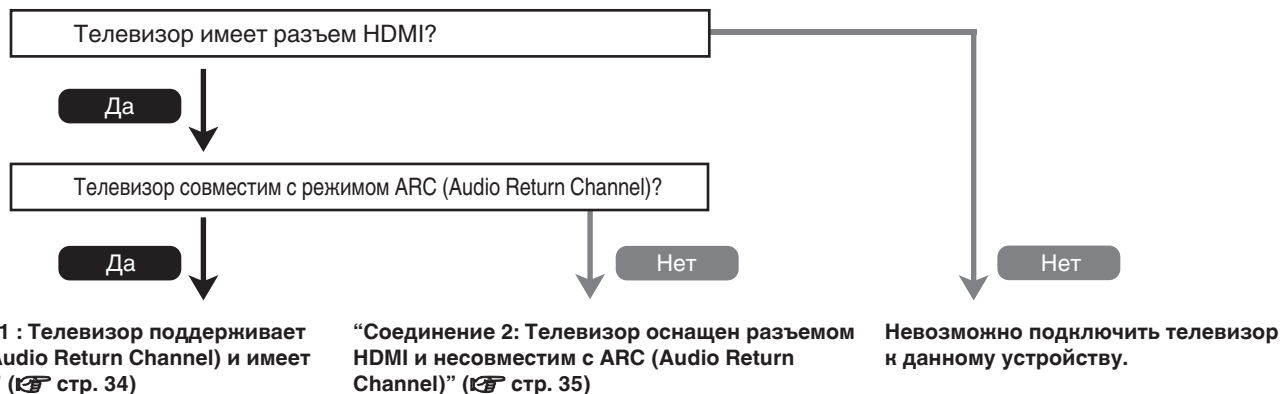 Телевизор имеет разъем HDMI?
Да
Телевизор совместим с режимом ARC (Audio Return Channel)?
Да
Нет
Нет
1 : Телевизор поддерживает
Audio Return Channel) и имеет
” (☞ стр. 34)
“Соединение 2: Телевизор оснащен разъемом
HDMI и несовместим с ARC (Audio Return
Channel)” (☞ стр. 35)
Невозможно подключить телевизор
к данному устройству.